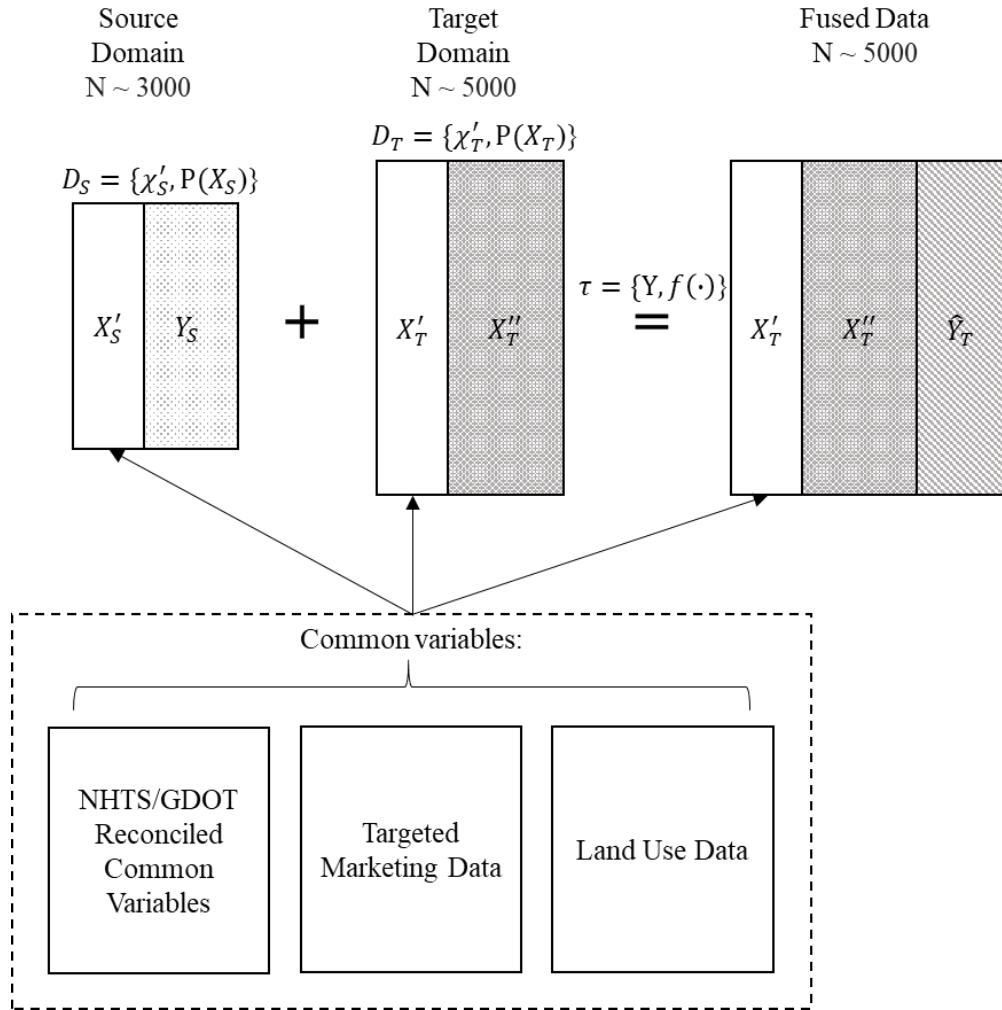 Source
Domain
N ~ 3000
Target
Domain
N ~ 5000
Fused Data
N ~ 5000
D_S = {χ′_S, P(X_S)}
D_T = {χ′_T, P(X_T)}
X′_S
Y_S
+
X′_T
X″_T
τ = {Y, f(·)}
=
X′_T
X″_T
Ŷ_T
Common variables:
NHTS/GDOT
Reconciled
Common
Variables
Targeted
Marketing Data
Land Use Data